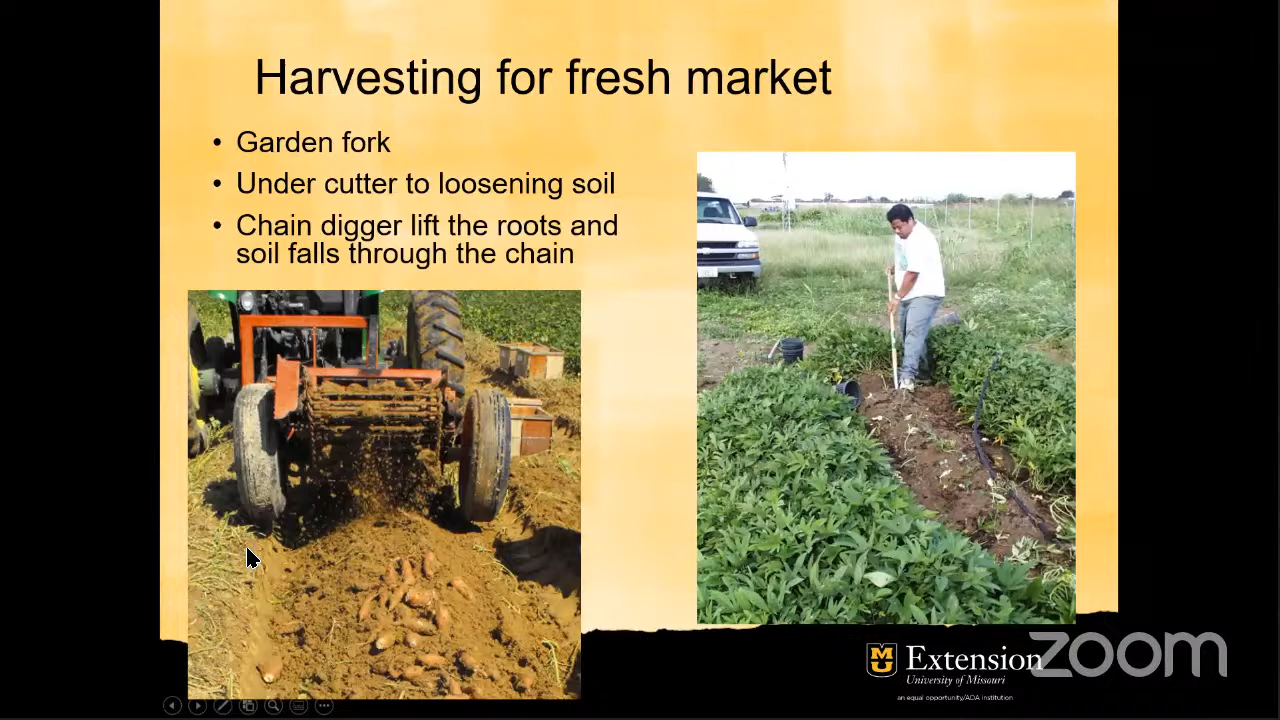 Harvesting for fresh market
• Garden fork
• Under cutter to loosening soil
• Chain digger lift the roots and
soil falls through the chain
Extension
University of Missouri
an equal opportunity/ADA institution
zoom